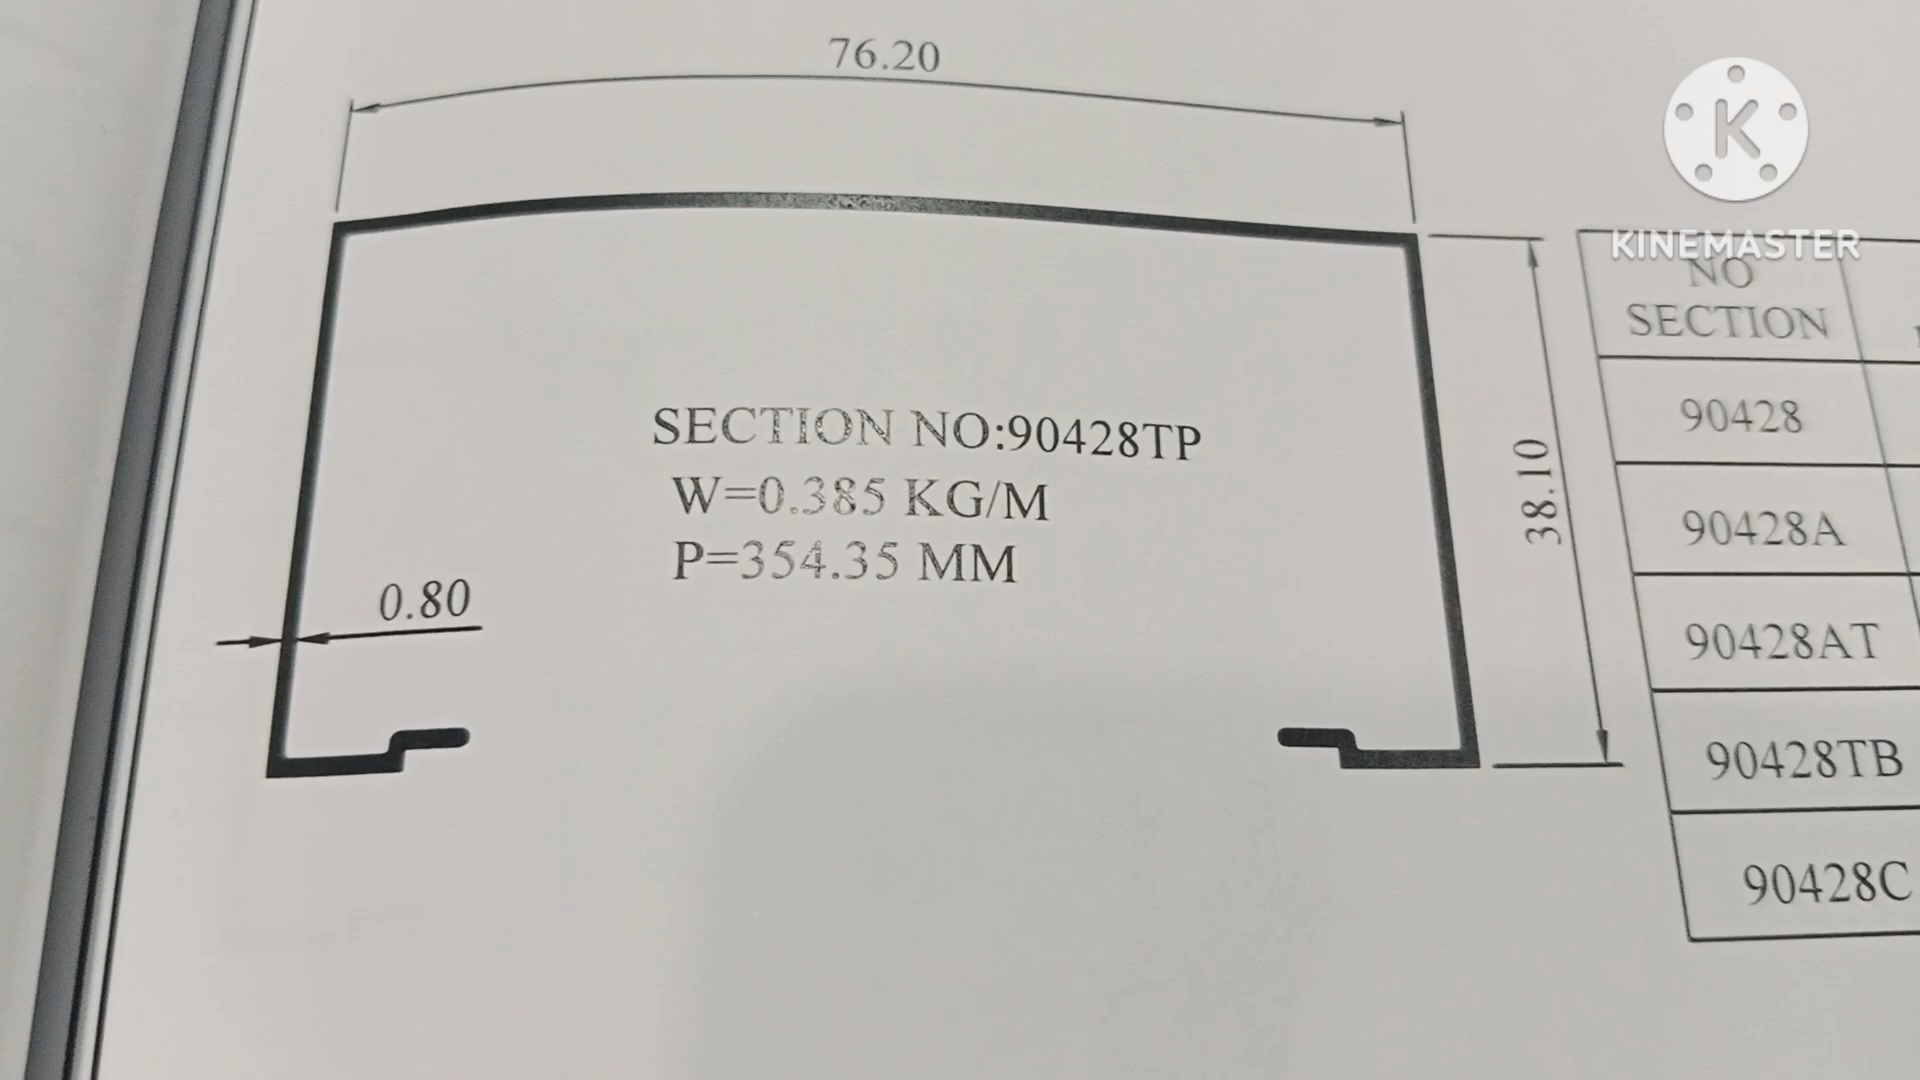 76.20
K
KINEMASTER
NO
SECTION
SECTION NO:90428TP
W=0.385 KG/M
P=354.35 MM
0.80
38.10
90428
90428A
90428AT
90428TB
90428C